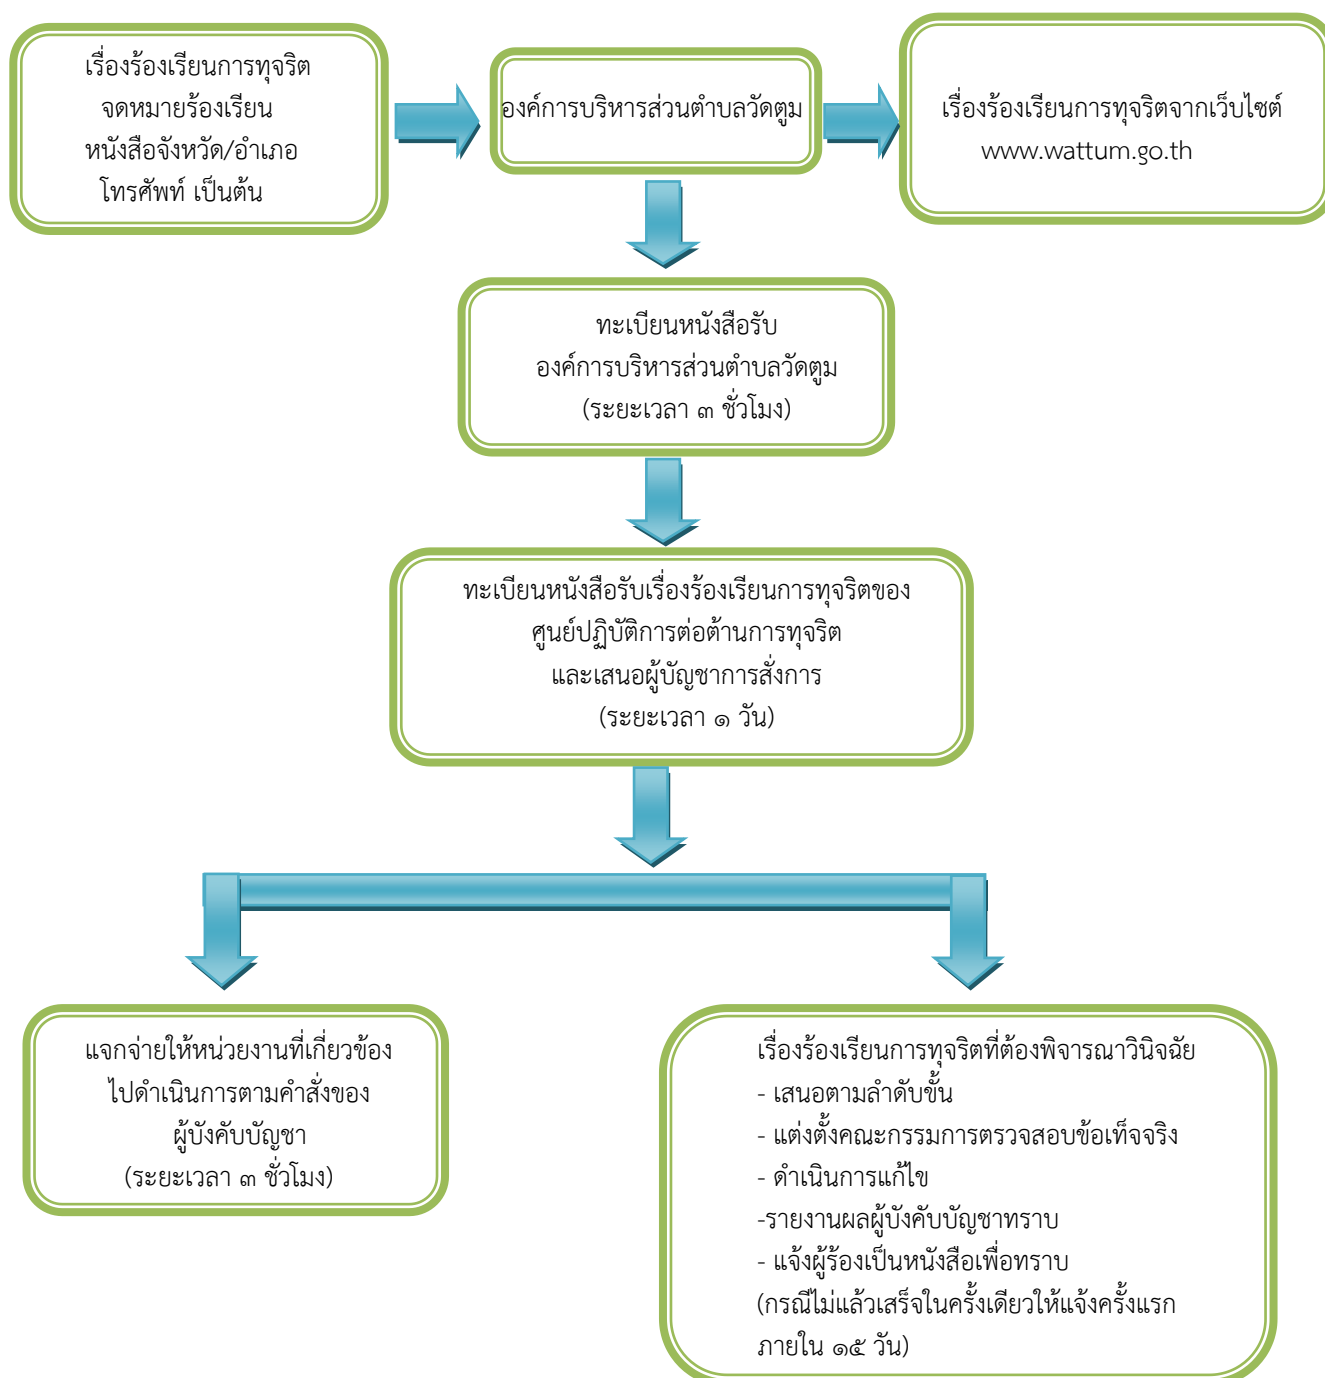 เรื่องร้องเรียนการทุจริต
จดหมายร้องเรียน
หนังสือจังหวัด/อำเภอ
โทรศัพท์ เป็นต้น
องค์การบริหารส่วนตำบลวัดตูม
เรื่องร้องเรียนการทุจริตจากเว็บไซต์
www.wattum.go.th
ทะเบียนหนังสือรับ
องค์การบริหารส่วนตำบลวัดตูม
(ระยะเวลา ๓ ชั่วโมง)
ทะเบียนหนังสือรับเรื่องร้องเรียนการทุจริตของ
ศูนย์ปฏิบัติการต่อต้านการทุจริต
และเสนอผู้บัญชาการสั่งการ
(ระยะเวลา ๑ วัน)
แจกจ่ายให้หน่วยงานที่เกี่ยวข้อง
ไปดำเนินการตามคำสั่งของ
ผู้บังคับบัญชา
(ระยะเวลา ๓ ชั่วโมง)
เรื่องร้องเรียนการทุจริตที่ต้องพิจารณาวินิจฉัย
- เสนอตามลำดับขั้น
- แต่งตั้งคณะกรรมการตรวจสอบข้อเท็จจริง
- ดำเนินการแก้ไข
-รายงานผลผู้บังคับบัญชาทราบ
- แจ้งผู้ร้องเป็นหนังสือเพื่อทราบ
(กรณีไม่แล้วเสร็จในครั้งเดียวให้แจ้งครั้งแรก
ภายใน ๑๕ วัน)